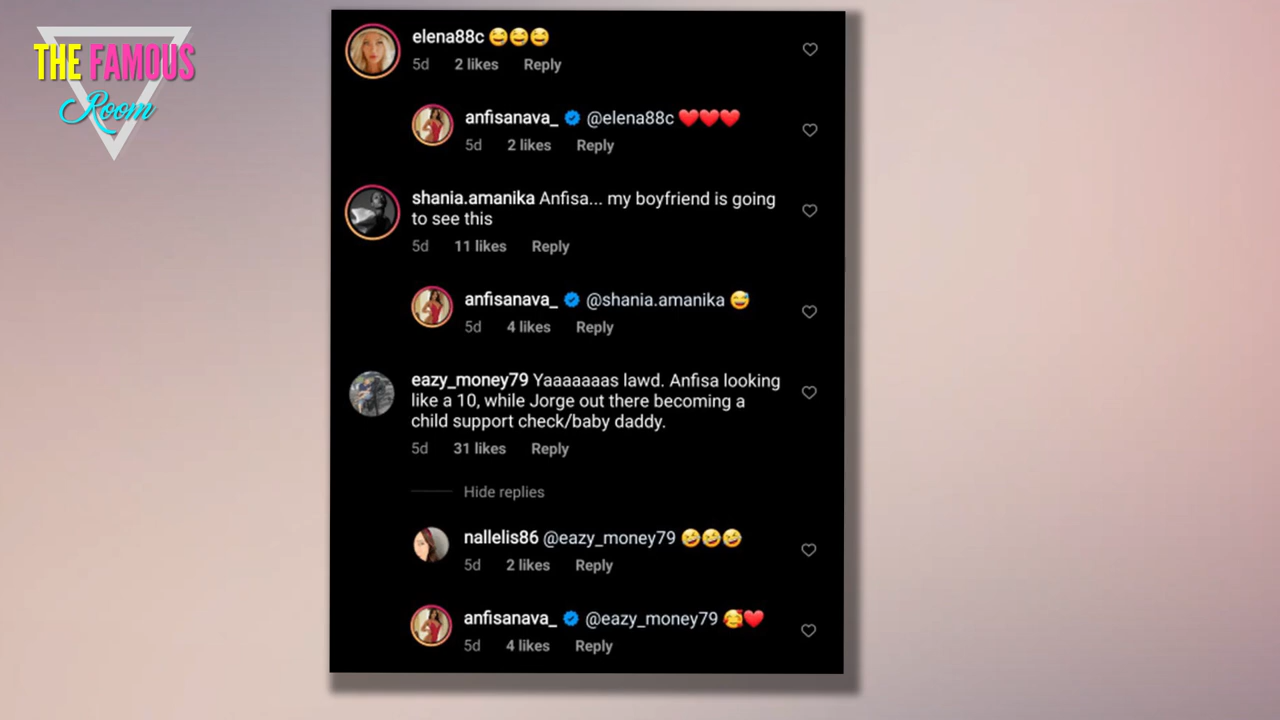 THE FAMOUS
Room
elena88c 😂😂😂
5d 2 likes Reply
anfisanava_ @elena88c ❤️❤️❤️
5d 2 likes Reply
shania.amanika Anfisa... my boyfriend is going
to see this
5d 11 likes Reply
anfisanava_ @shania.amanika 😅
5d 4 likes Reply
eazy_money79 Yaaaaaaas lawd. Anfisa looking
like a 10, while Jorge out there becoming a
child support check/baby daddy.
5d 31 likes Reply
Hide replies
nallelis86 @eazy_money79 🤣🤣🤣
5d 2 likes Reply
anfisanava_ @eazy_money79 🥰❤️
5d 4 likes Reply